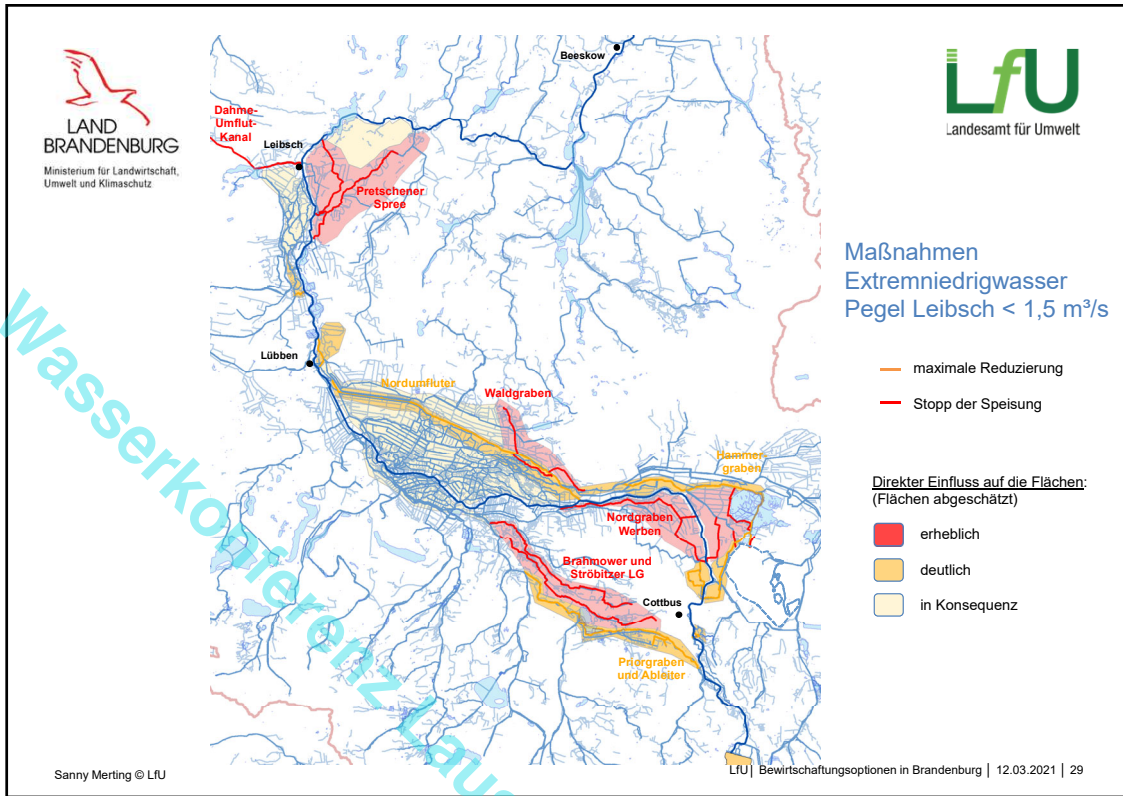 LAND
BRANDENBURG
Ministerium für Landwirtschaft,
Umwelt und Klimaschutz
LfU
Landesamt für Umwelt
Beeskow
Dahme-
Umflut-
Kanal
Leibsch
Pretschener
Spree
Lübben
Nordumfluter
Waldgraben
Hammer-
graben
Nordgraben
Werben
Brahmower und
Ströbitzer LG
Cottbus
Priorgraben
und Ableiter
Maßnahmen
Extremniedrigwasser
Pegel Leibsch < 1,5 m³/s
maximale Reduzierung
Stopp der Speisung
Direkter Einfluss auf die Flächen:
(Flächen abgeschätzt)
erheblich
deutlich
in Konsequenz
Wasserkonferenz Laus
Sanny Merting © LfU
LfU | Bewirtschaftungsoptionen in Brandenburg | 12.03.2021 | 29